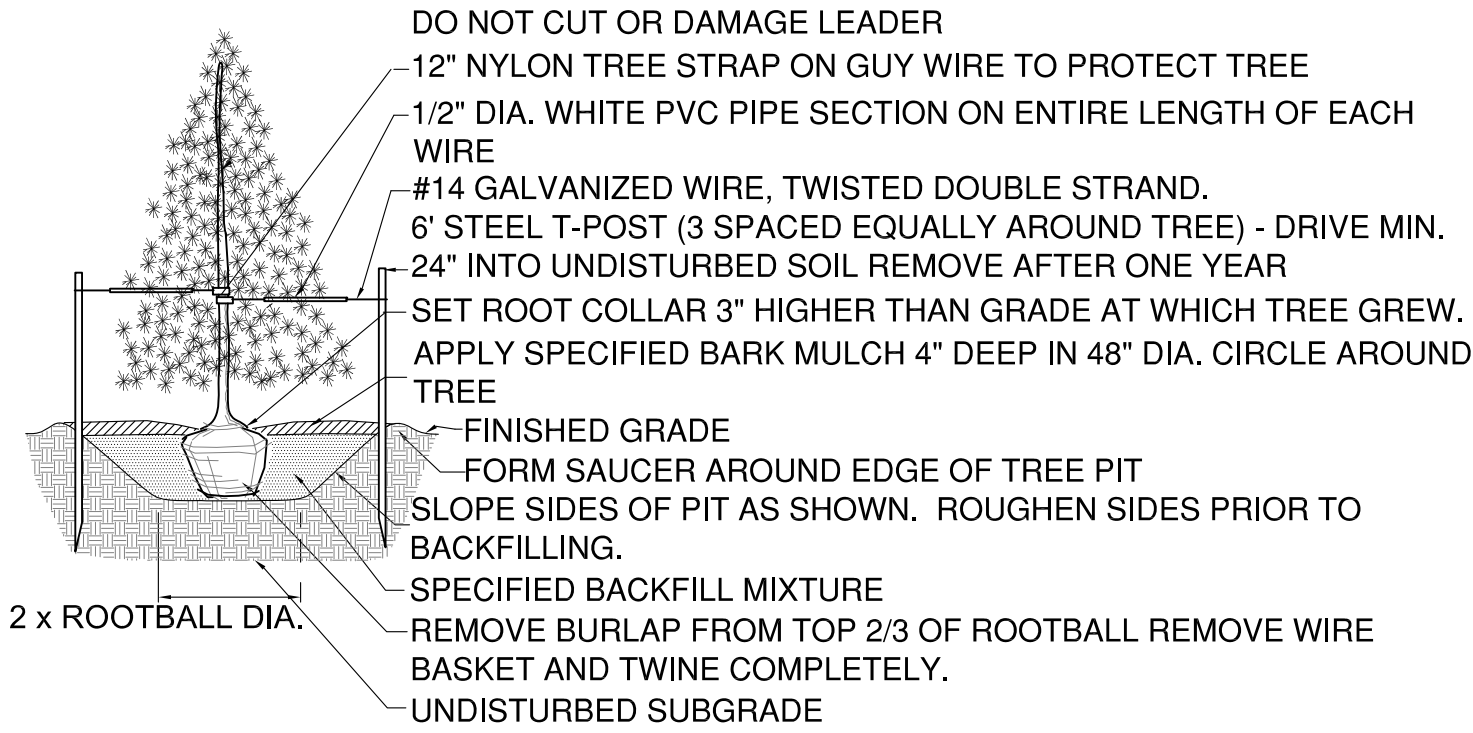 DO NOT CUT OR DAMAGE LEADER
12" NYLON TREE STRAP ON GUY WIRE TO PROTECT TREE
1/2" DIA. WHITE PVC PIPE SECTION ON ENTIRE LENGTH OF EACH
WIRE
#14 GALVANIZED WIRE, TWISTED DOUBLE STRAND.
6' STEEL T-POST (3 SPACED EQUALLY AROUND TREE) - DRIVE MIN.
24" INTO UNDISTURBED SOIL REMOVE AFTER ONE YEAR
SET ROOT COLLAR 3" HIGHER THAN GRADE AT WHICH TREE GREW.
APPLY SPECIFIED BARK MULCH 4" DEEP IN 48" DIA. CIRCLE AROUND
TREE
FINISHED GRADE
FORM SAUCER AROUND EDGE OF TREE PIT
SLOPE SIDES OF PIT AS SHOWN. ROUGHEN SIDES PRIOR TO
BACKFILLING.
SPECIFIED BACKFILL MIXTURE
2 x ROOTBALL DIA.
REMOVE BURLAP FROM TOP 2/3 OF ROOTBALL REMOVE WIRE
BASKET AND TWINE COMPLETELY.
UNDISTURBED SUBGRADE